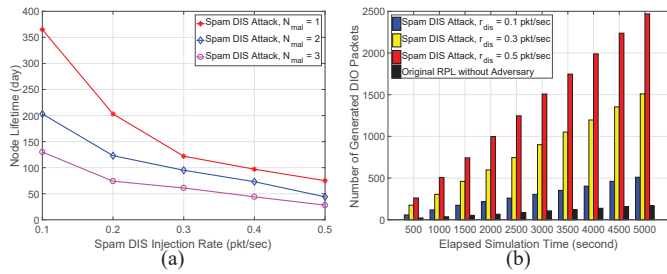 400
350
300
250
200
150
100
50
0
Node Lifetime (day)
Spam DIS Attack, N_mal = 1
Spam DIS Attack, N_mal = 2
Spam DIS Attack, N_mal = 3
0.1 0.2 0.3 0.4 0.5
Spam DIS Injection Rate (pkt/sec)
(a)
2500
2000
1500
1000
500
0
Number of Generated DIO Packets
Spam DIS Attack, r_dis = 0.1 pkt/sec
Spam DIS Attack, r_dis = 0.3 pkt/sec
Spam DIS Attack, r_dis = 0.5 pkt/sec
Original RPL without Adversary
500 1000 1500 2000 2500 3000 3500 4000 4500 5000
Elapsed Simulation Time (second)
(b)